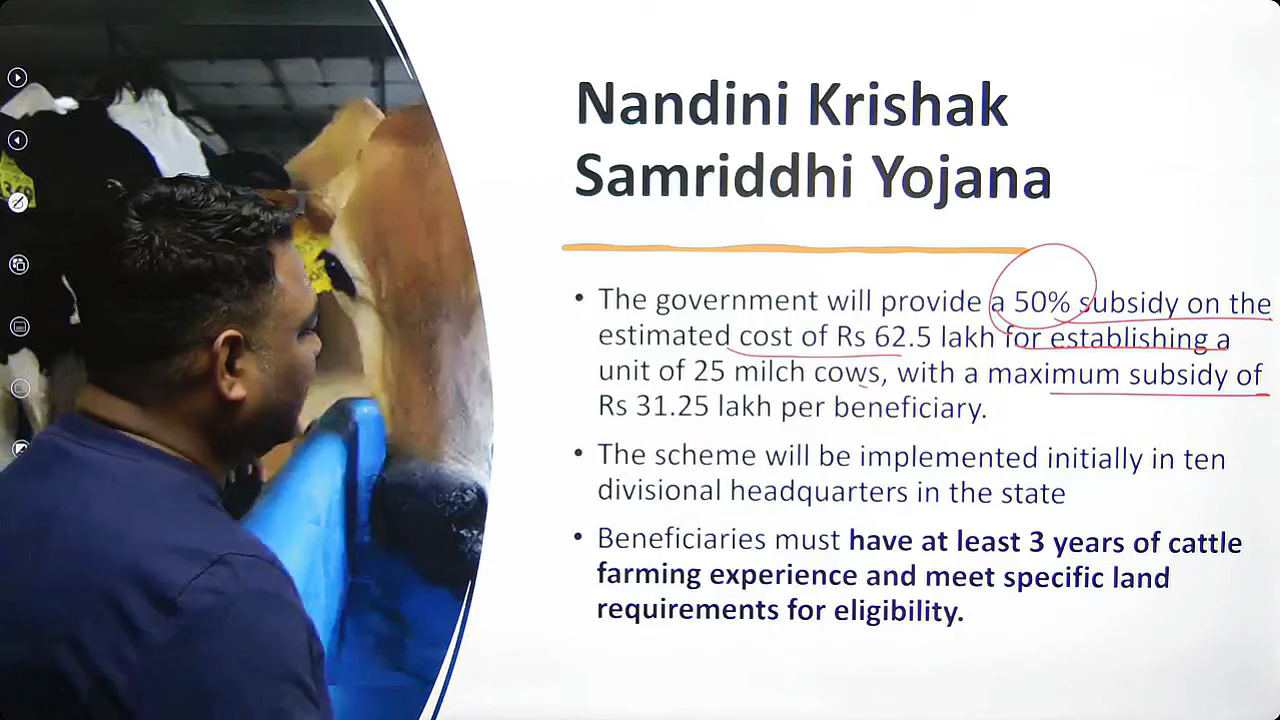 Nandini Krishak
Samriddhi Yojana
• The government will provide a 50% subsidy on the
estimated cost of Rs 62.5 lakh for establishing a
unit of 25 milch cows, with a maximum subsidy of
Rs 31.25 lakh per beneficiary.
• The scheme will be implemented initially in ten
divisional headquarters in the state
• Beneficiaries must have at least 3 years of cattle
farming experience and meet specific land
requirements for eligibility.